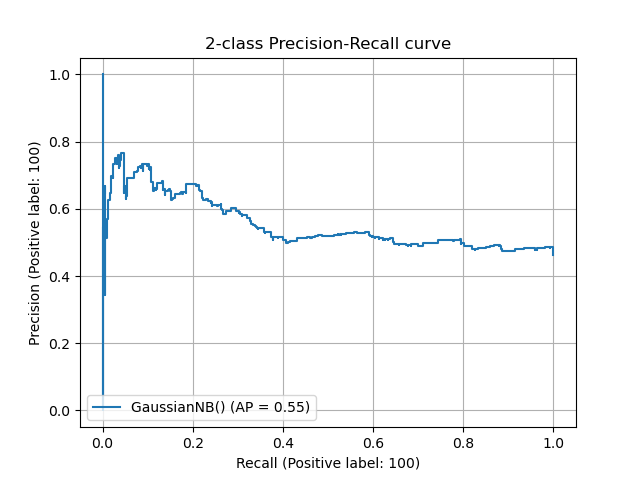 2-class Precision-Recall curve
1.0
0.8
0.6
0.4
0.2
0.0
Precision (Positive label: 100)
GaussianNB() (AP = 0.55)
0.0 0.2 0.4 0.6 0.8 1.0
Recall (Positive label: 100)